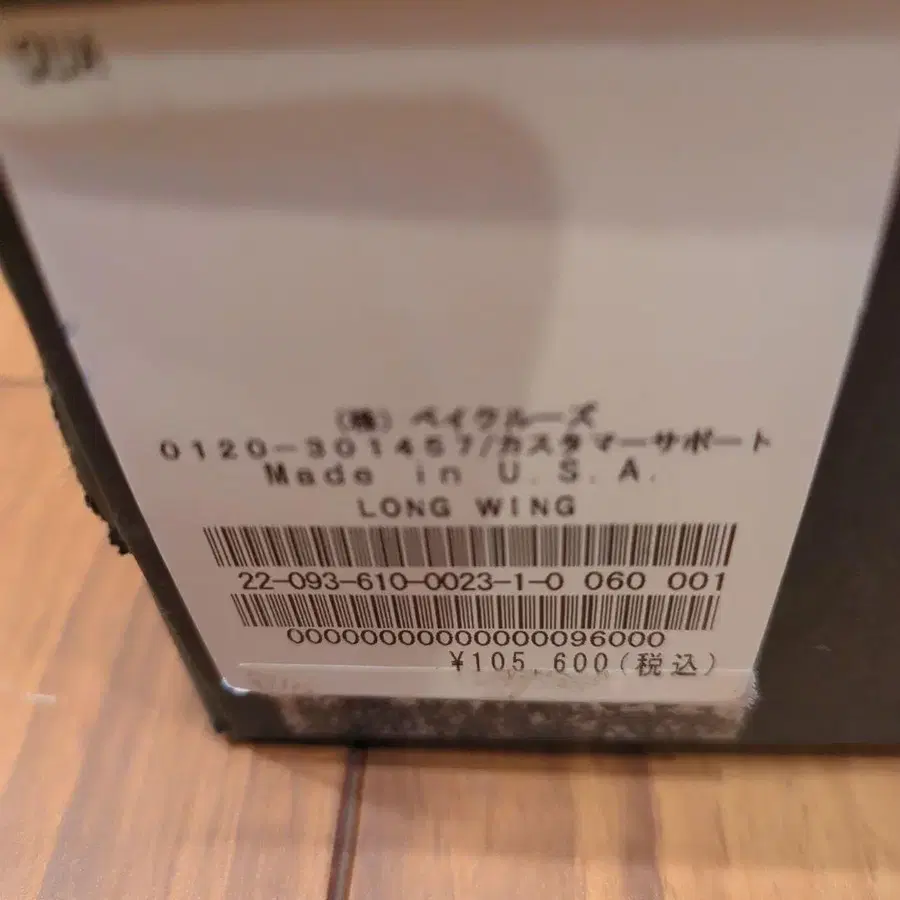 (株) ベイクルーズ
0120-301457/カスタマーサポート
Made in U.S.A.
LONG WING
22-093-610-0023-1-0 060 001
0000000000000000096000
¥105,600(税込)